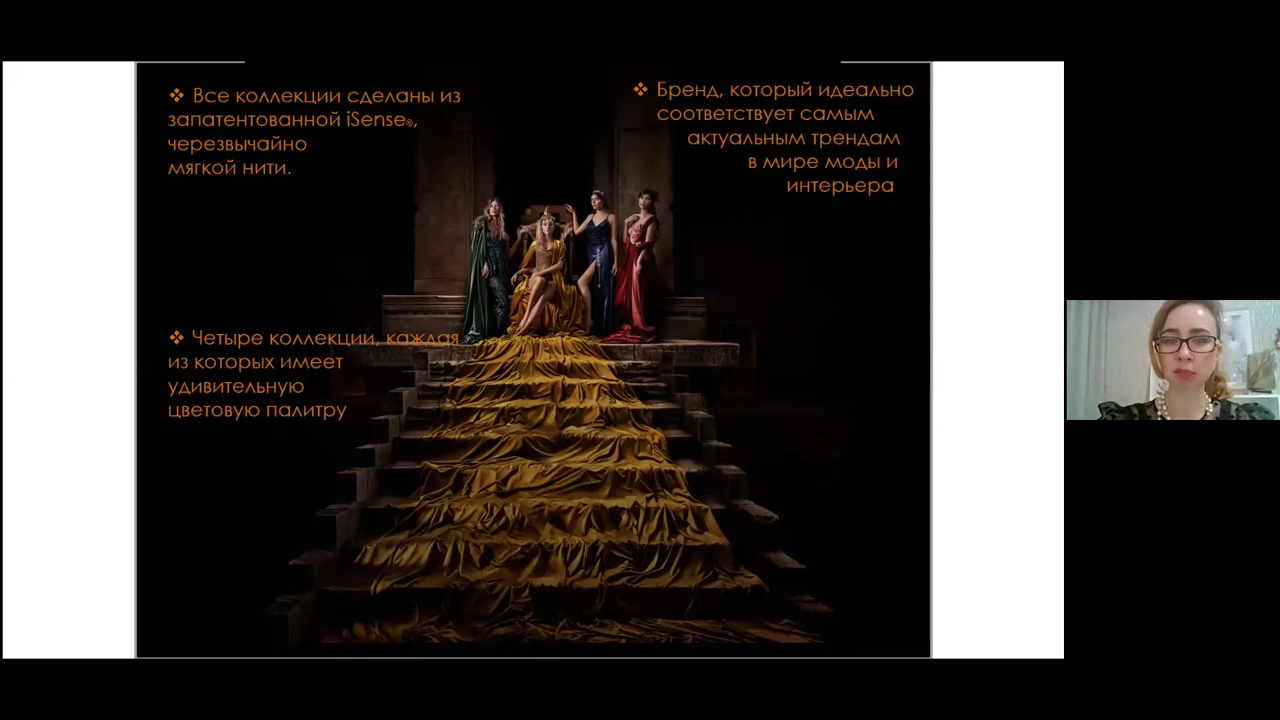 ❖ Все коллекции сделаны из
запатентованной iSense®,
черезвычайно
мягкой нити.
❖ Бренд, который идеально
соответствует самым
актуальным трендам
в мире моды и
интерьера
❖ Четыре коллекции, каждая
из которых имеет
удивительную
цветовую палитру